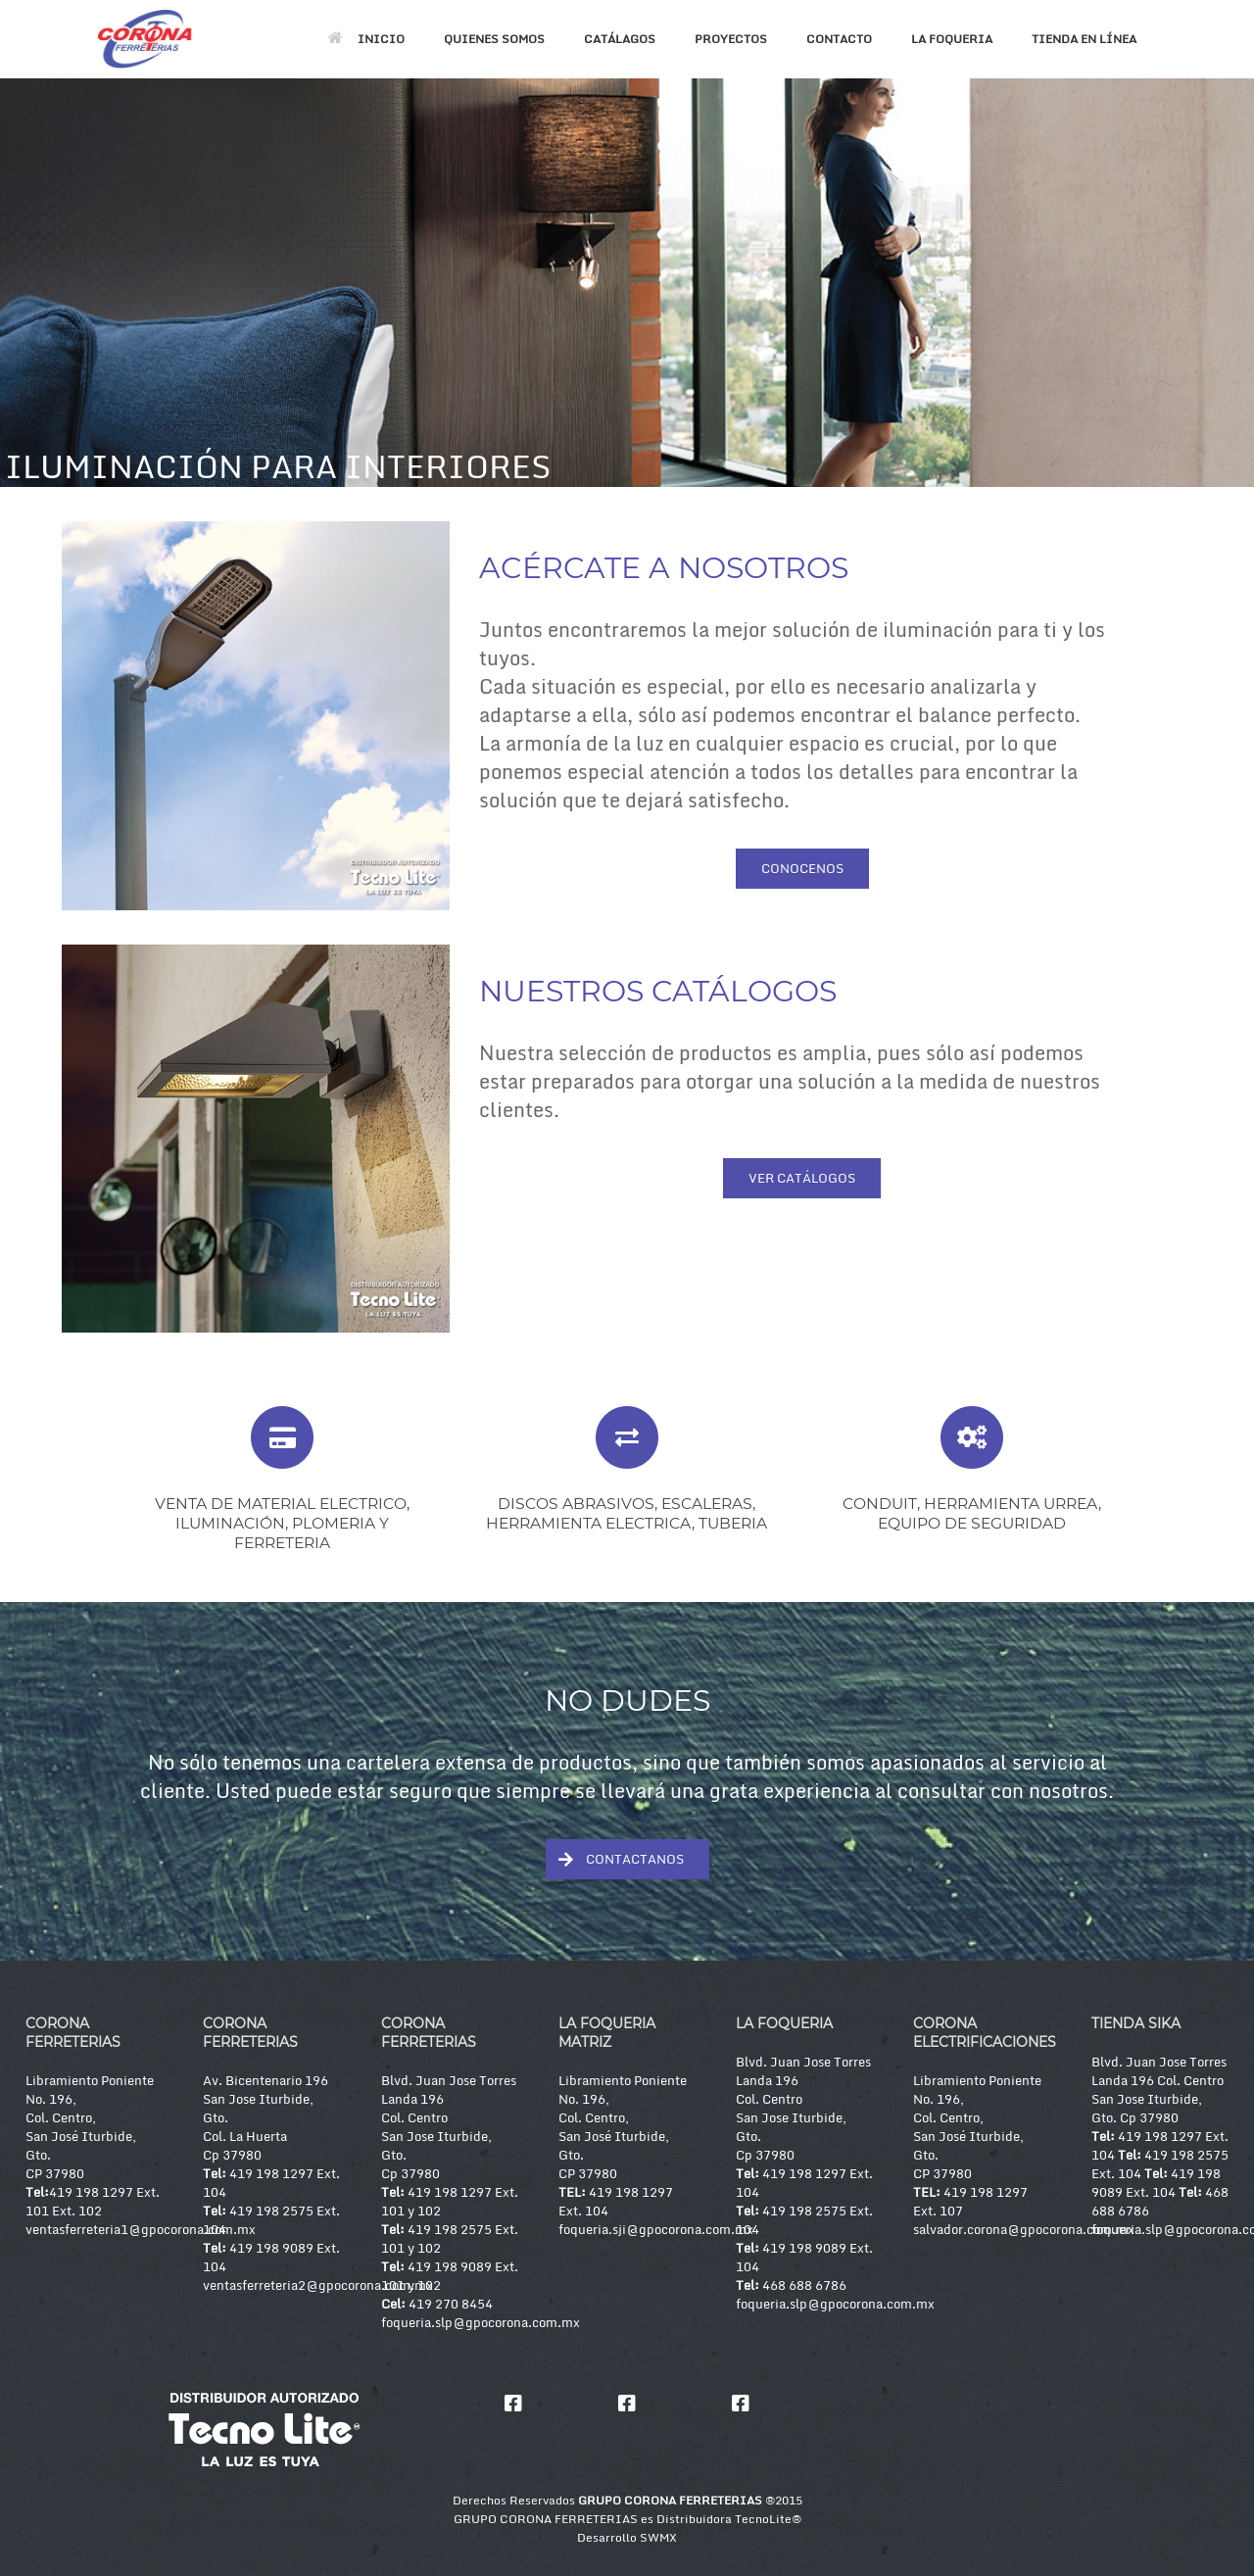 CORONA
FERRETERIAS
INICIO
QUIENES SOMOS
CATÁLAGOS
PROYECTOS
CONTACTO
LA FOQUERIA
TIENDA EN LÍNEA
ILUMINACIÓN PARA INTERIORES
DISTRIBUIDOR AUTORIZADO
Tecno Lite
LA LUZ ES TUYA
ACÉRCATE A NOSOTROS
Juntos encontraremos la mejor solución de iluminación para ti y los
tuyos.
Cada situación es especial, por ello es necesario analizarla y
adaptarse a ella, sólo así podemos encontrar el balance perfecto.
La armonía de la luz en cualquier espacio es crucial, por lo que
ponemos especial atención a todos los detalles para encontrar la
solución que te dejará satisfecho.
CONOCENOS
DISTRIBUIDOR AUTORIZADO
Tecno Lite
LA LUZ ES TUYA
NUESTROS CATÁLOGOS
Nuestra selección de productos es amplia, pues sólo así podemos
estar preparados para otorgar una solución a la medida de nuestros
clientes.
VER CATÁLOGOS
VENTA DE MATERIAL ELECTRICO,
ILUMINACIÓN, PLOMERIA Y
FERRETERIA
DISCOS ABRASIVOS, ESCALERAS,
HERRAMIENTA ELECTRICA, TUBERIA
CONDUIT, HERRAMIENTA URREA,
EQUIPO DE SEGURIDAD
NO DUDES
No sólo tenemos una cartelera extensa de productos, sino que también somos apasionados al servicio al
cliente. Usted puede estar seguro que siempre se llevará una grata experiencia al consultar con nosotros.
CONTACTANOS
CORONA
FERRETERIAS
Libramiento Poniente
No. 196,
Col. Centro,
San José Iturbide,
Gto.
CP 37980
Tel:419 198 1297 Ext.
101 Ext. 102
ventasferreteria1@gpocorona.com.mx
CORONA
FERRETERIAS
Av. Bicentenario 196
San Jose Iturbide,
Gto.
Col. La Huerta
Cp 37980
Tel: 419 198 1297 Ext.
104
Tel: 419 198 2575 Ext.
104
Tel: 419 198 9089 Ext.
104
ventasferreteria2@gpocorona.com.mx
CORONA
FERRETERIAS
Blvd. Juan Jose Torres
Landa 196
Col. Centro
San Jose Iturbide,
Gto.
Cp 37980
Tel: 419 198 1297 Ext.
101 y 102
Tel: 419 198 2575 Ext.
101 y 102
Tel: 419 198 9089 Ext.
101 y 102
Cel: 419 270 8454
foqueria.slp@gpocorona.com.mx
LA FOQUERIA
MATRIZ
Libramiento Poniente
No. 196,
Col. Centro,
San José Iturbide,
Gto.
CP 37980
TEL: 419 198 1297
Ext. 104
foqueria.sji@gpocorona.com.mx
LA FOQUERIA
Blvd. Juan Jose Torres
Landa 196
Col. Centro
San Jose Iturbide,
Gto.
Cp 37980
Tel: 419 198 1297 Ext.
104
Tel: 419 198 2575 Ext.
104
Tel: 419 198 9089 Ext.
104
Tel: 468 688 6786
foqueria.slp@gpocorona.com.mx
CORONA
ELECTRIFICACIONES
Libramiento Poniente
No. 196,
Col. Centro,
San José Iturbide,
Gto.
CP 37980
TEL: 419 198 1297
Ext. 107
salvador.corona@gpocorona.com.mx
TIENDA SIKA
Blvd. Juan Jose Torres
Landa 196 Col. Centro
San Jose Iturbide,
Gto. Cp 37980
Tel: 419 198 1297 Ext.
104 Tel: 419 198 2575
Ext. 104 Tel: 419 198
9089 Ext. 104 Tel: 468
688 6786
foqueria.slp@gpocorona.co
DISTRIBUIDOR AUTORIZADO
Tecno Lite®
LA LUZ ES TUYA
Derechos Reservados GRUPO CORONA FERRETERIAS ®2015
GRUPO CORONA FERRETERIAS es Distribuidora TecnoLite®
Desarrollo SWMX